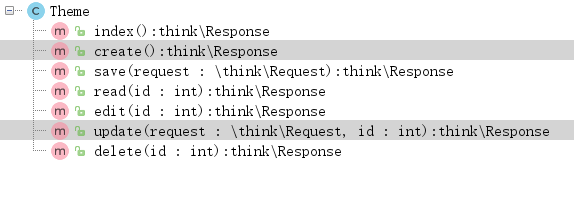 Theme
index():think\Response
create():think\Response
save(request : \think\Request):think\Response
read(id : int):think\Response
edit(id : int):think\Response
update(request : \think\Request, id : int):think\Response
delete(id : int):think\Response